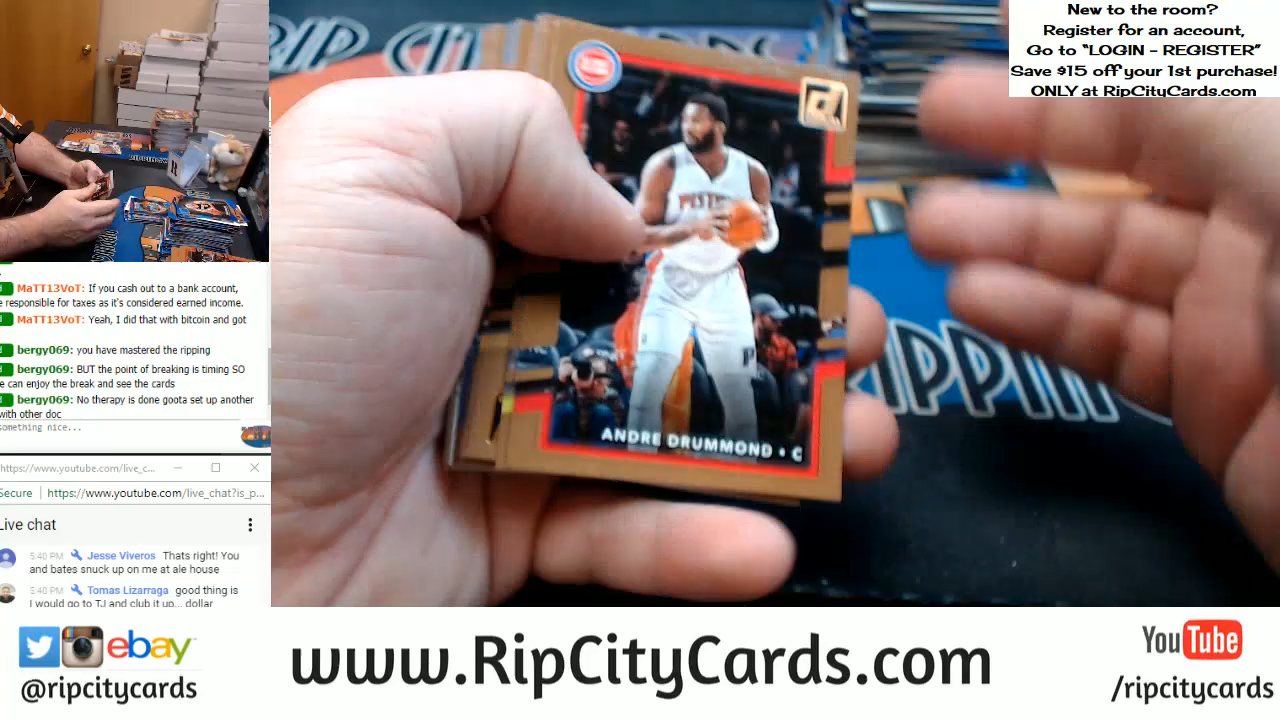 New to the room?
Register for an account,
Go to “LOGIN - REGISTER”
Save $15 off your 1st purchase!
ONLY at RipCityCards.com
ANDRE DRUMMOND • C
MaTT13VoT: If you cash out to a bank account,
e responsible for taxes as it's considered earned income.
MaTT13VoT: Yeah, I did that with bitcoin and got
bergy069: you have mastered the ripping
bergy069: BUT the point of breaking is timing SO
e can enjoy the break and see the cards
bergy069: No therapy is done goota set up another
with other doc
something nice...
https://www.youtube.com/live_c...
Secure https://www.youtube.com/live_chat?is_p...
Live chat
5:40 PM Jesse Viveros Thats right! You
and bates snuck up on me at ale house
5:40 PM Tomas Lizarraga good thing is
I would go to TJ and club it up... dollar
ebay
@ripcitycards
www.RipCityCards.com
YouTube
/ripcitycards